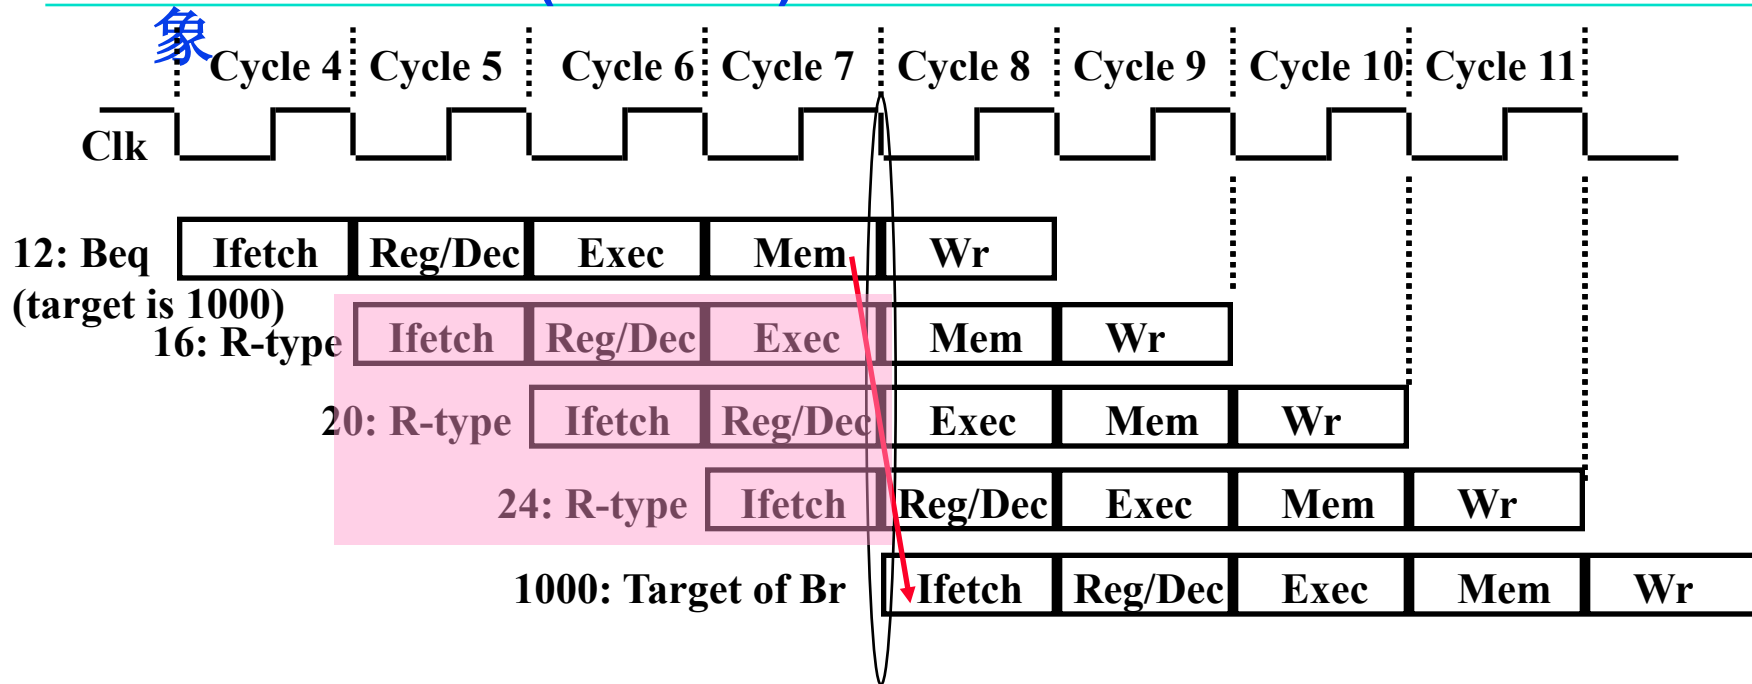 象
Cycle 4 Cycle 5 Cycle 6 Cycle 7 Cycle 8 Cycle 9 Cycle 10 Cycle 11
Clk
12: Beq Ifetch Reg/Dec Exec Mem Wr
(target is 1000)
16: R-type Ifetch Reg/Dec Exec Mem Wr
20: R-type Ifetch Reg/Dec Exec Mem Wr
24: R-type Ifetch Reg/Dec Exec Mem Wr
1000: Target of Br Ifetch Reg/Dec Exec Mem Wr